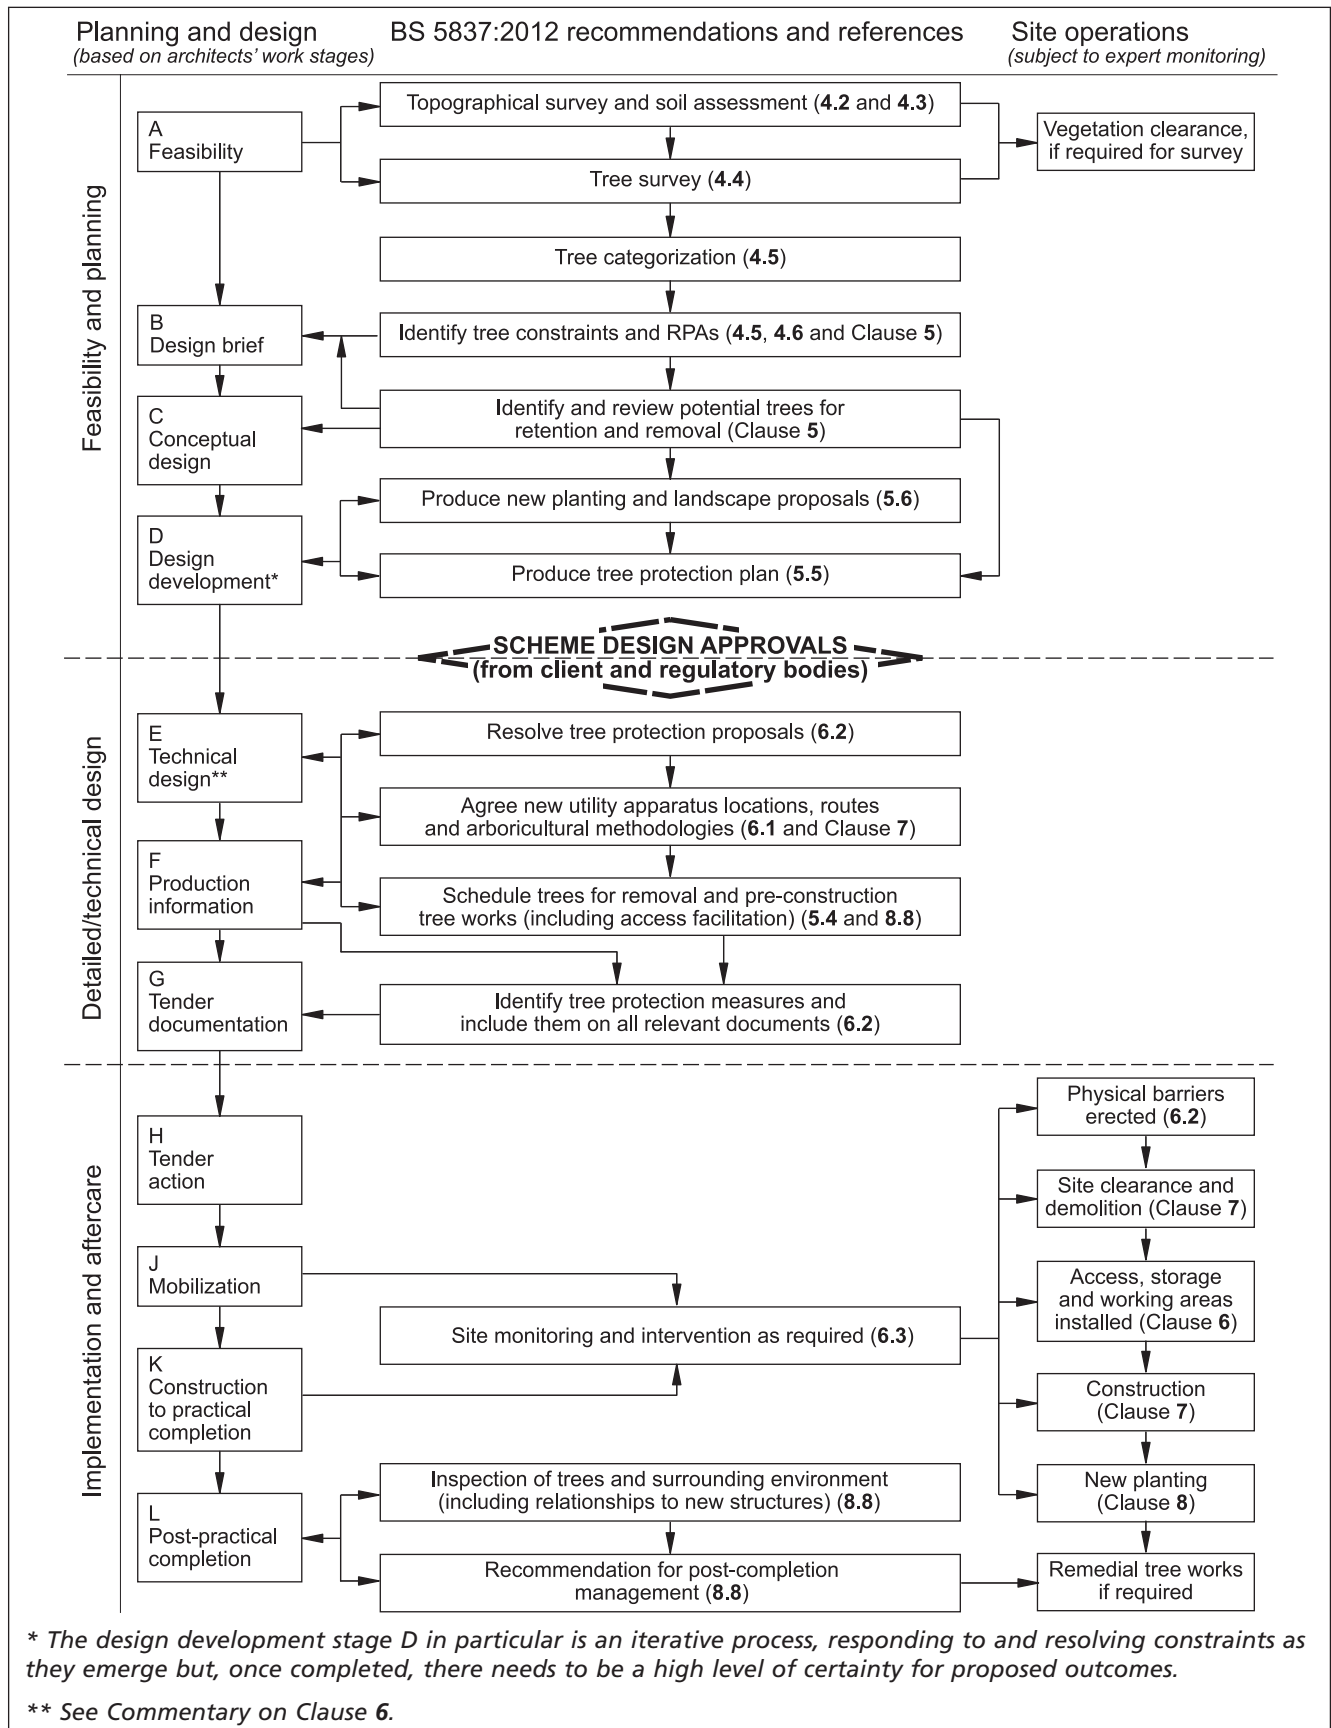 Planning and design
(based on architects' work stages)
BS 5837:2012 recommendations and references
Site operations
(subject to expert monitoring)
Feasibility and planning
A
Feasibility
Topographical survey and soil assessment (4.2 and 4.3)
Vegetation clearance,
if required for survey
Tree survey (4.4)
Tree categorization (4.5)
B
Design brief
Identify tree constraints and RPAs (4.5, 4.6 and Clause 5)
C
Conceptual
design
Identify and review potential trees for
retention and removal (Clause 5)
Produce new planting and landscape proposals (5.6)
D
Design
development*
Produce tree protection plan (5.5)
SCHEME DESIGN APPROVALS
(from client and regulatory bodies)
Detailed/technical design
E
Technical
design**
Resolve tree protection proposals (6.2)
Agree new utility apparatus locations, routes
and arboricultural methodologies (6.1 and Clause 7)
F
Production
information
Schedule trees for removal and pre-construction
tree works (including access facilitation) (5.4 and 8.8)
G
Tender
documentation
Identify tree protection measures and
include them on all relevant documents (6.2)
Implementation and aftercare
H
Tender
action
Physical barriers
erected (6.2)
Site clearance and
demolition (Clause 7)
J
Mobilization
Access, storage
and working areas
installed (Clause 6)
Site monitoring and intervention as required (6.3)
K
Construction
to practical
completion
Construction
(Clause 7)
Inspection of trees and surrounding environment
(including relationships to new structures) (8.8)
New planting
(Clause 8)
L
Post-practical
completion
Recommendation for post-completion
management (8.8)
Remedial tree works
if required
* The design development stage D in particular is an iterative process, responding to and resolving constraints as
they emerge but, once completed, there needs to be a high level of certainty for proposed outcomes.
** See Commentary on Clause 6.